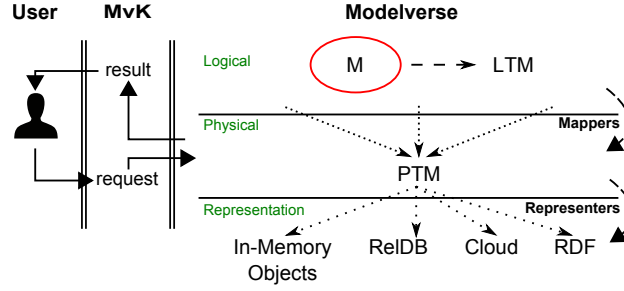 User
MvK
Modelverse
result
Logical
M
LTM
Physical
Mappers
request
PTM
Representation
Representers
In-Memory
Objects
RelDB
Cloud
RDF